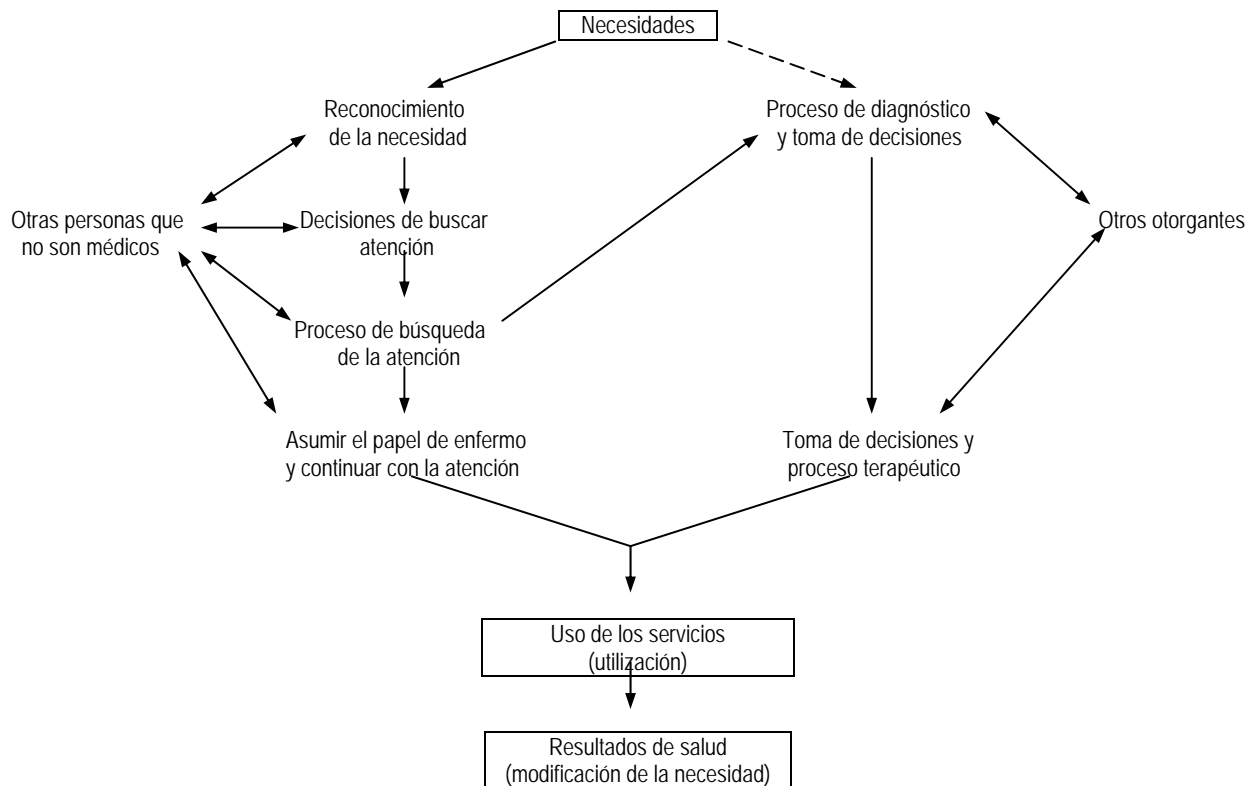 Necesidades
Reconocimiento
de la necesidad
Proceso de diagnóstico
y toma de decisiones
Otras personas que
no son médicos
Decisiones de buscar
atención
Otros otorgantes
Proceso de búsqueda
de la atención
Asumir el papel de enfermo
y continuar con la atención
Toma de decisiones y
proceso terapéutico
Uso de los servicios
(utilización)
Resultados de salud
(modificación de la necesidad)